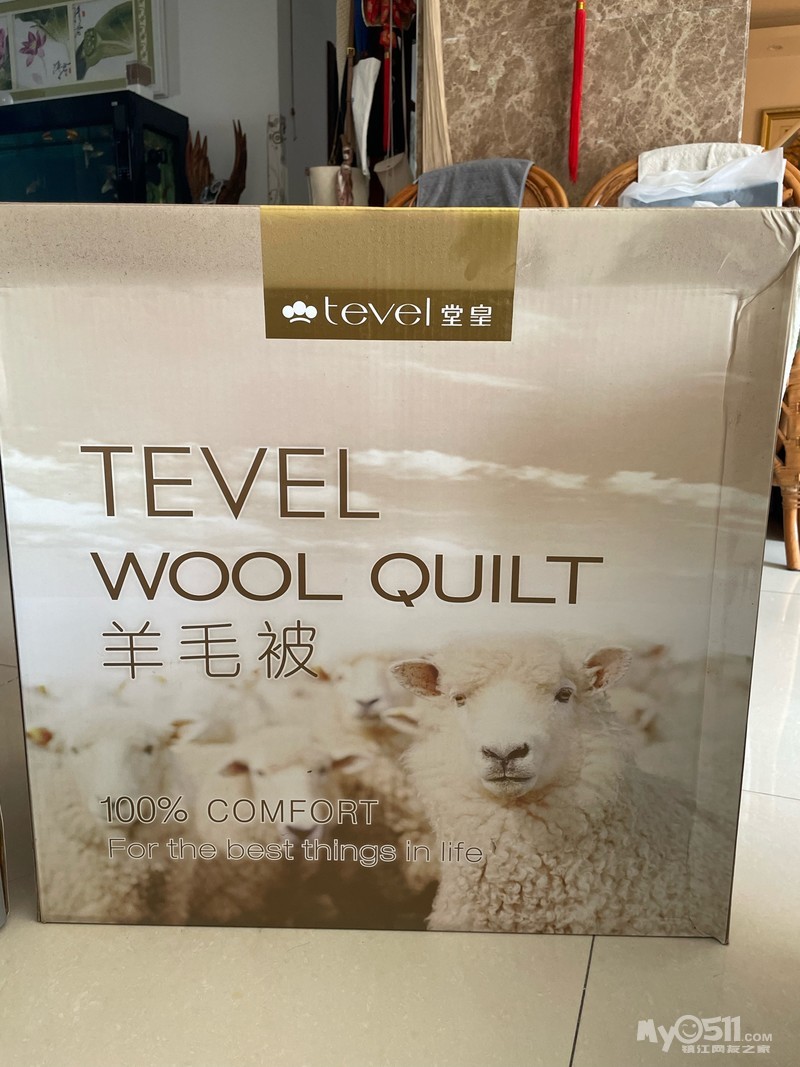 tevel 堂皇
TEVEL
WOOL QUILT
羊毛被
100% COMFORT
For the best things in life
My0511.COM
镇江网友之家